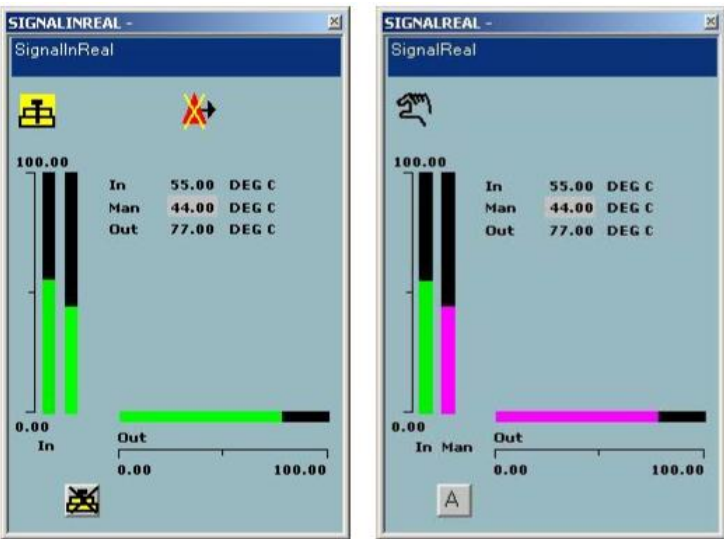 SIGNALINREAL -
SignalInReal
100.00
In 55.00 DEG C
Man 44.00 DEG C
Out 77.00 DEG C
0.00
In
Out
0.00 100.00
SIGNALREAL -
SignalReal
100.00
In 55.00 DEG C
Man 44.00 DEG C
Out 77.00 DEG C
0.00
In Man
Out
0.00 100.00
A